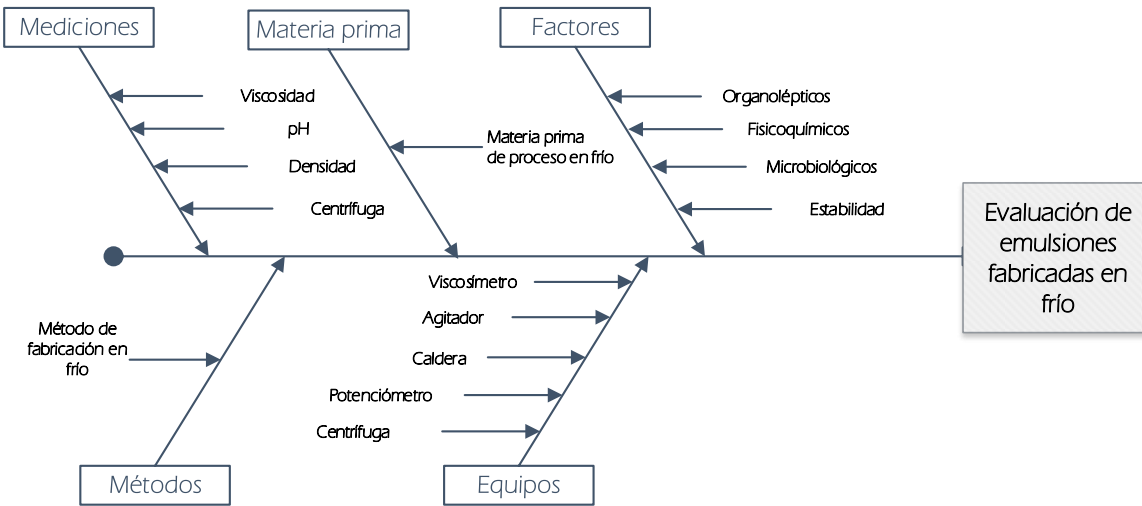 Mediciones
Materia prima
Factores
Viscosidad
pH
Densidad
Centrífuga
Materia prima
de proceso en frío
Organolépticos
Fisicoquímicos
Microbiológicos
Estabilidad
Evaluación de
emulsiones
fabricadas en
frío
Método de
fabricación en
frío
Viscosímetro
Agitador
Caldera
Potenciómetro
Centrífuga
Métodos
Equipos